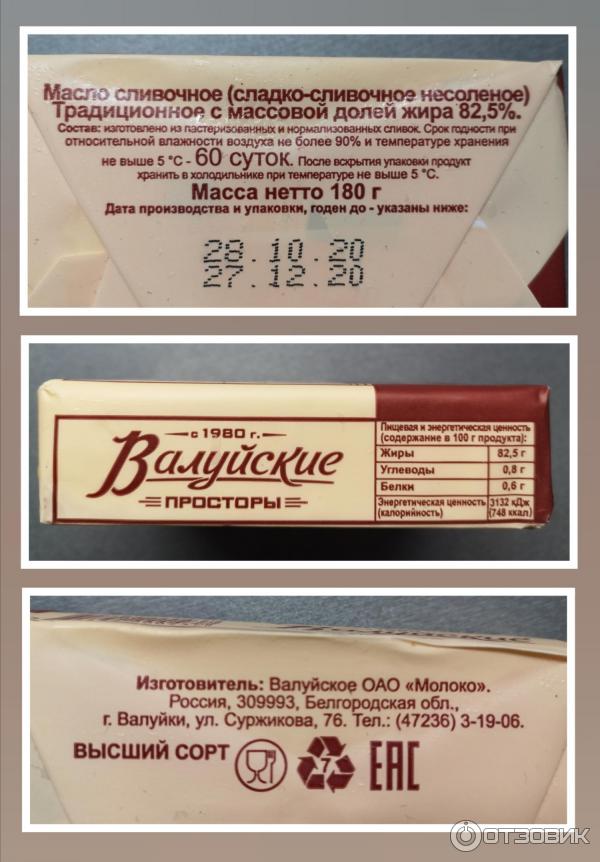 Масло сливочное (сладко-сливочное несоленое)
Традиционное с массовой долей жира 82,5%.
Состав: изготовлено из пастеризованных и нормализованных сливок. Срок годности при
относительной влажности воздуха не более 90% и температуре хранения
не выше 5 °С - 60 суток. После вскрытия упаковки продукт
хранить в холодильнике при температуре не выше 5 °С.
Масса нетто 180 г
Дата производства и упаковки, годен до - указаны ниже:
28.10.20
27.12.20
с 1980 г.
Валуйские
ПРОСТОРЫ
Пищевая и энергетическая ценность
(содержание в 100 г продукта):
Жиры 82,5 г
Углеводы 0,8 г
Белки 0,6 г
Энергетическая ценность 3132 кДж
(калорийность) (748 ккал)
Изготовитель: Валуйское ОАО «Молоко».
Россия, 309993, Белгородская обл.,
г. Валуйки, ул. Суржикова, 76. Тел.: (47236) 3-19-06.
ВЫСШИЙ СОРТ 7 ЕАС
ОТЗОВИК